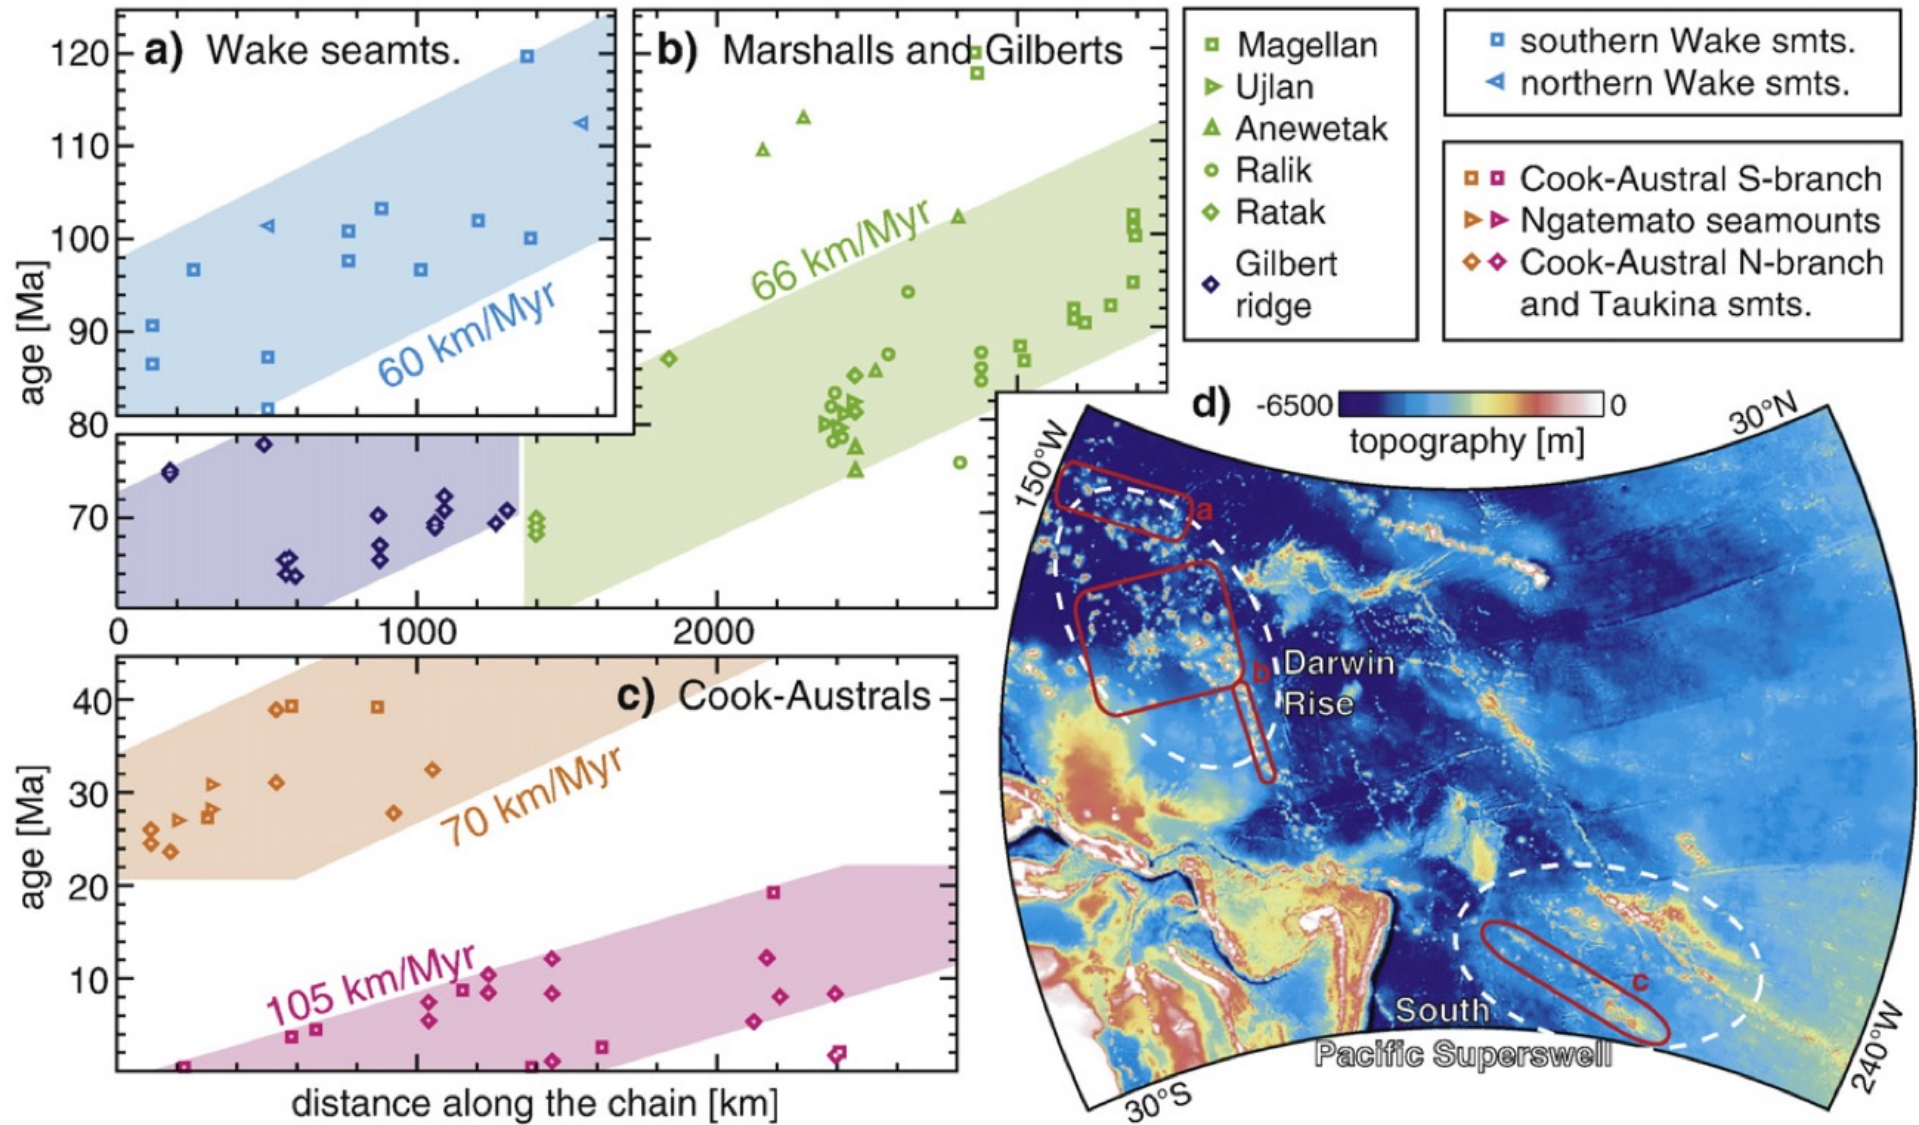 a) Wake seamts.
b) Marshalls and Gilberts
Magellan
Ujlan
Anewetak
Ralik
Ratak
Gilbert
ridge
southern Wake smts.
northern Wake smts.
Cook-Austral S-branch
Ngatemato seamounts
Cook-Austral N-branch
and Taukina smts.
120
110
100
90
80
70
age [Ma]
60 km/Myr
66 km/Myr
0
1000
2000
c) Cook-Australs
40
30
20
10
age [Ma]
70 km/Myr
105 km/Myr
distance along the chain [km]
d)
-6500
0
topography [m]
150°W
30°N
a
b
Darwin
Rise
c
South
Pacific Superswell
30°S
240°W